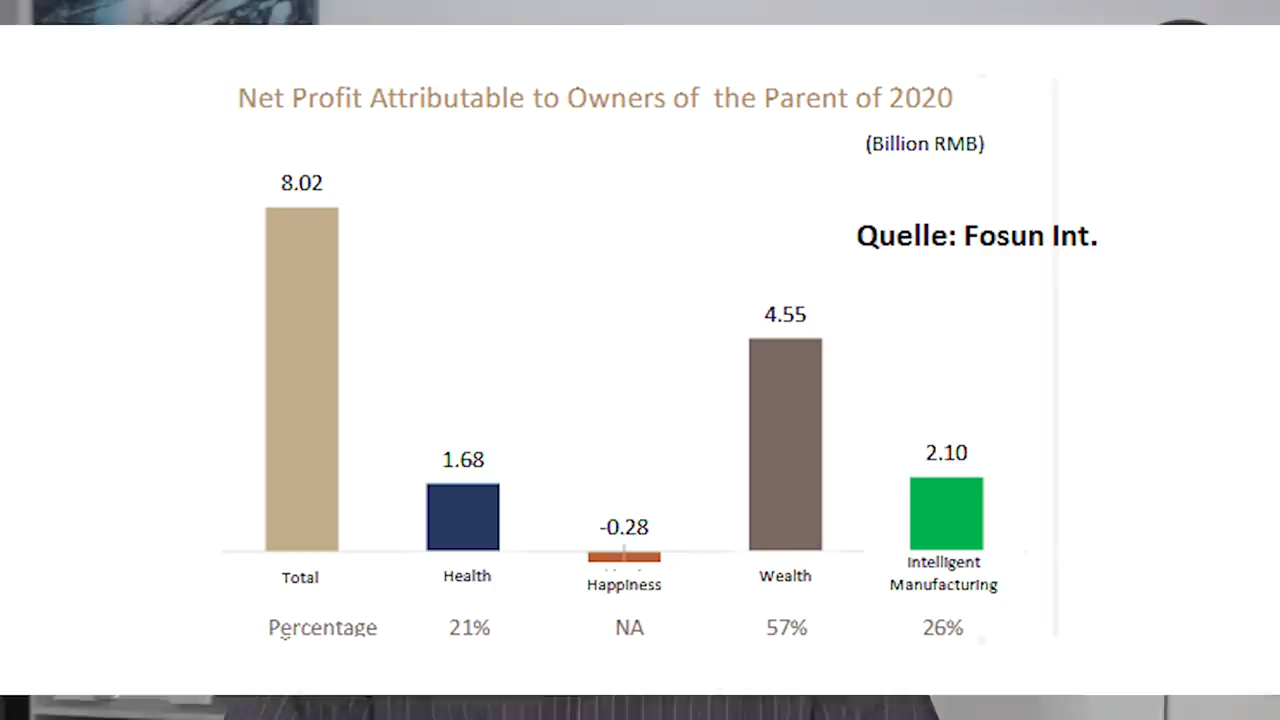 Net Profit Attributable to Owners of the Parent of 2020
(Billion RMB)
8.02
Quelle: Fosun Int.
4.55
1.68
2.10
-0.28
Total
Health
Happiness
Wealth
Intelligent
Manufacturing
Percentage
21%
NA
57%
26%